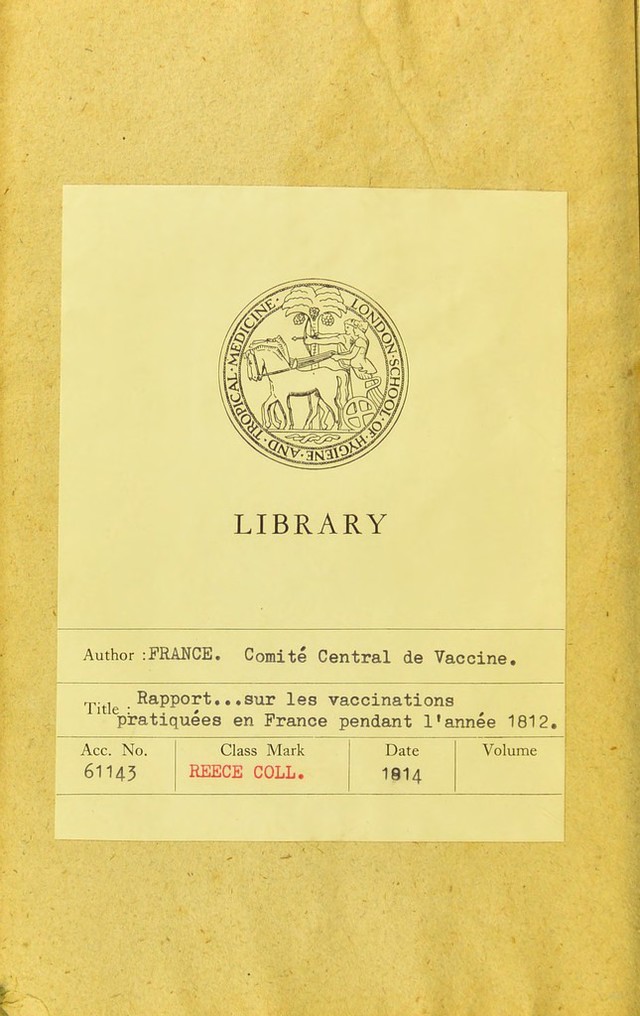 LONDON·SCHOOL·OF·HYGIENE·AND·TROPICAL·MEDICINE·
LIBRARY
Author : FRANCE. Comité Central de Vaccine.
Title : Rapport...sur les vaccinations
pratiquées en France pendant l'année 1812.
Acc. No. Class Mark Date Volume
61143 REECE COLL. 1814